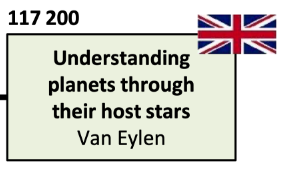 117 200
Understanding
planets through
their host stars
Van Eylen